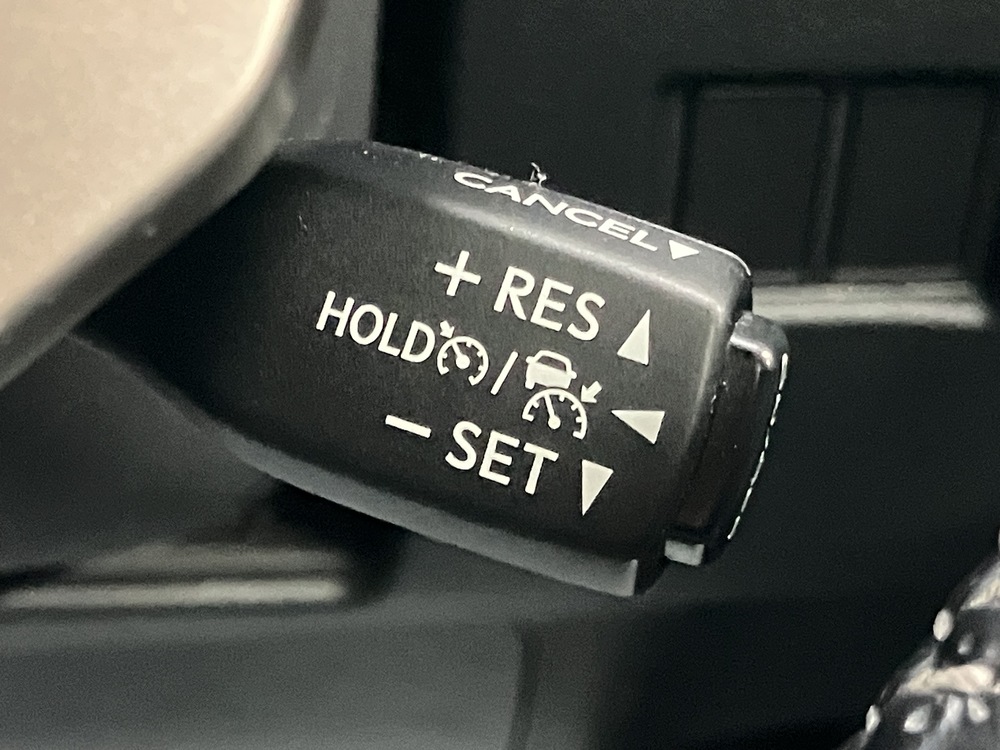 CANCEL ▼
+ RES ▲
HOLD / ◀
− SET ▼